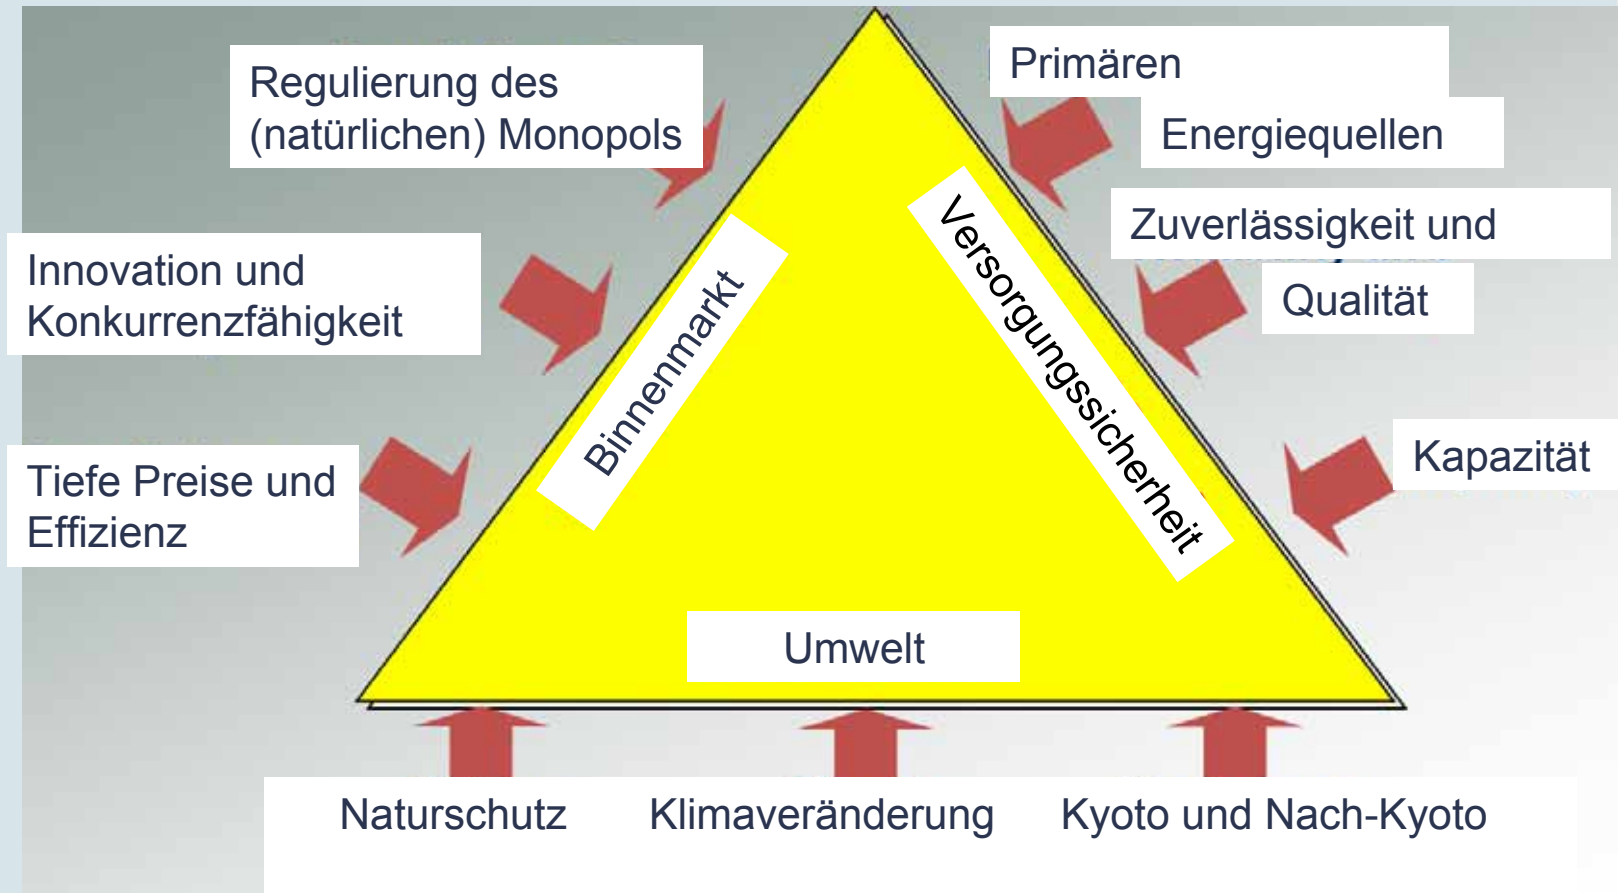 Regulierung des
(natürlichen) Monopols
Primären
Energiequellen
Innovation und
Konkurrenzfähigkeit
Zuverlässigkeit und
Qualität
Tiefe Preise und
Effizienz
Kapazität
Binnenmarkt
Versorgungssicherheit
Umwelt
Naturschutz Klimaveränderung Kyoto und Nach-Kyoto